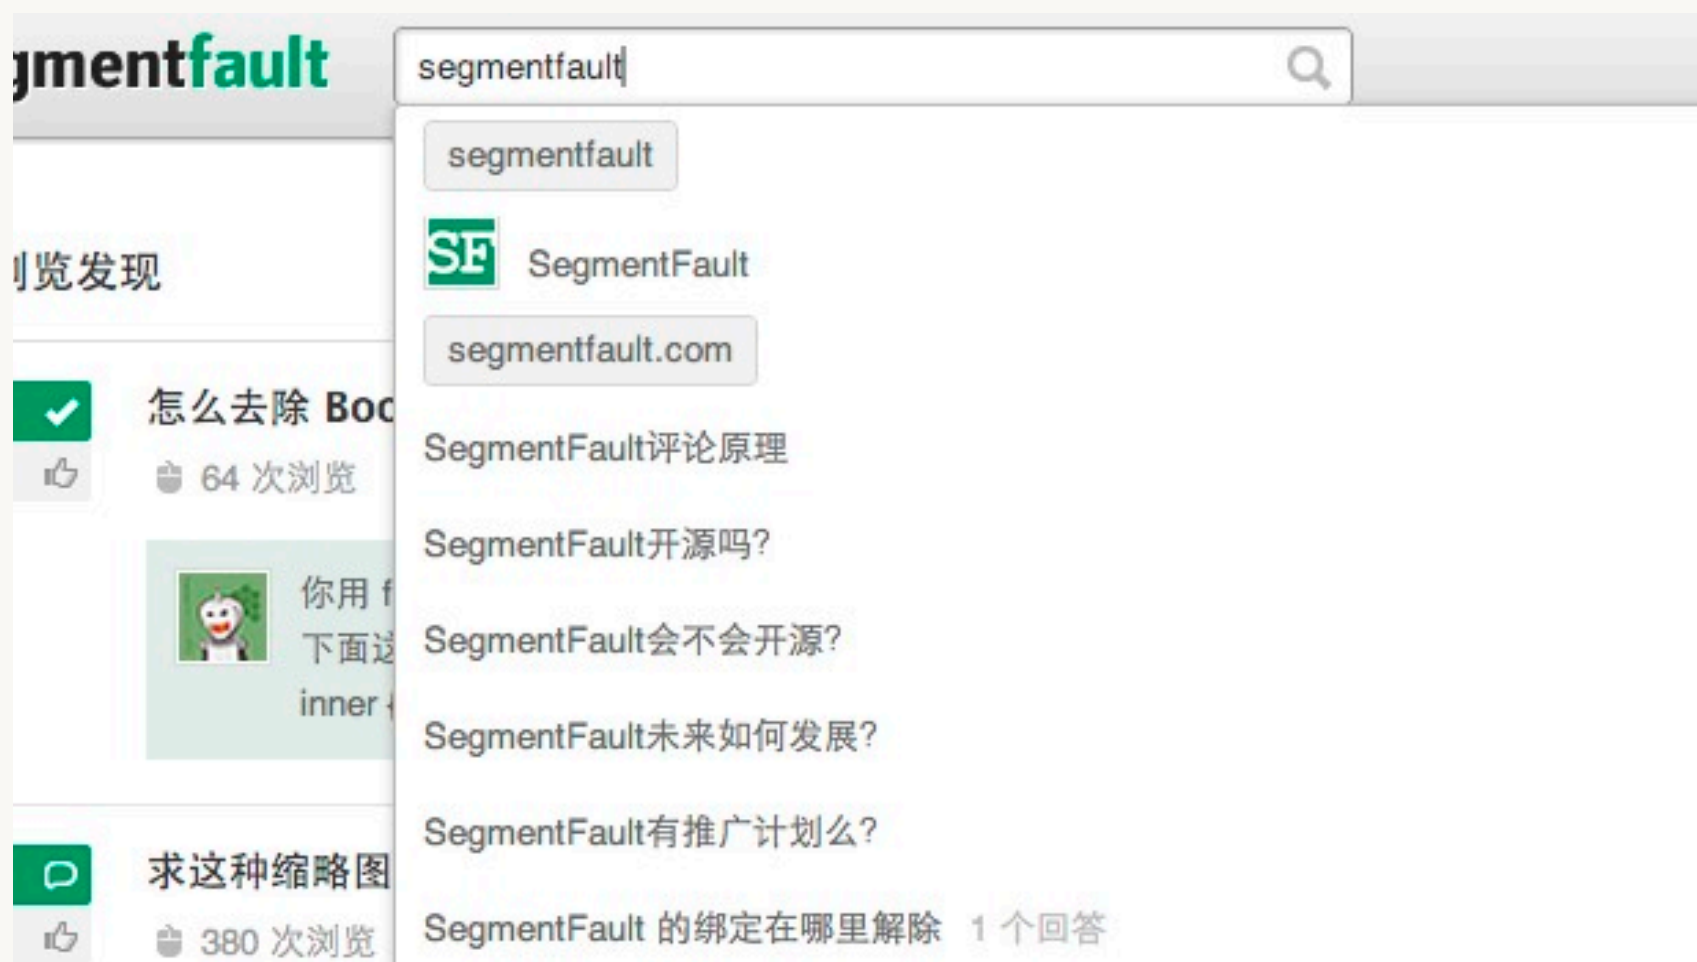 gmentfault
segmentfault
segmentfault
SF SegmentFault
segmentfault.com
SegmentFault评论原理
SegmentFault开源吗?
SegmentFault会不会开源?
SegmentFault未来如何发展?
SegmentFault有推广计划么?
SegmentFault 的绑定在哪里解除 1 个回答
浏览发现
怎么去除 Boo
64 次浏览
你用 f
下面这
inner {
求这种缩略图
380 次浏览